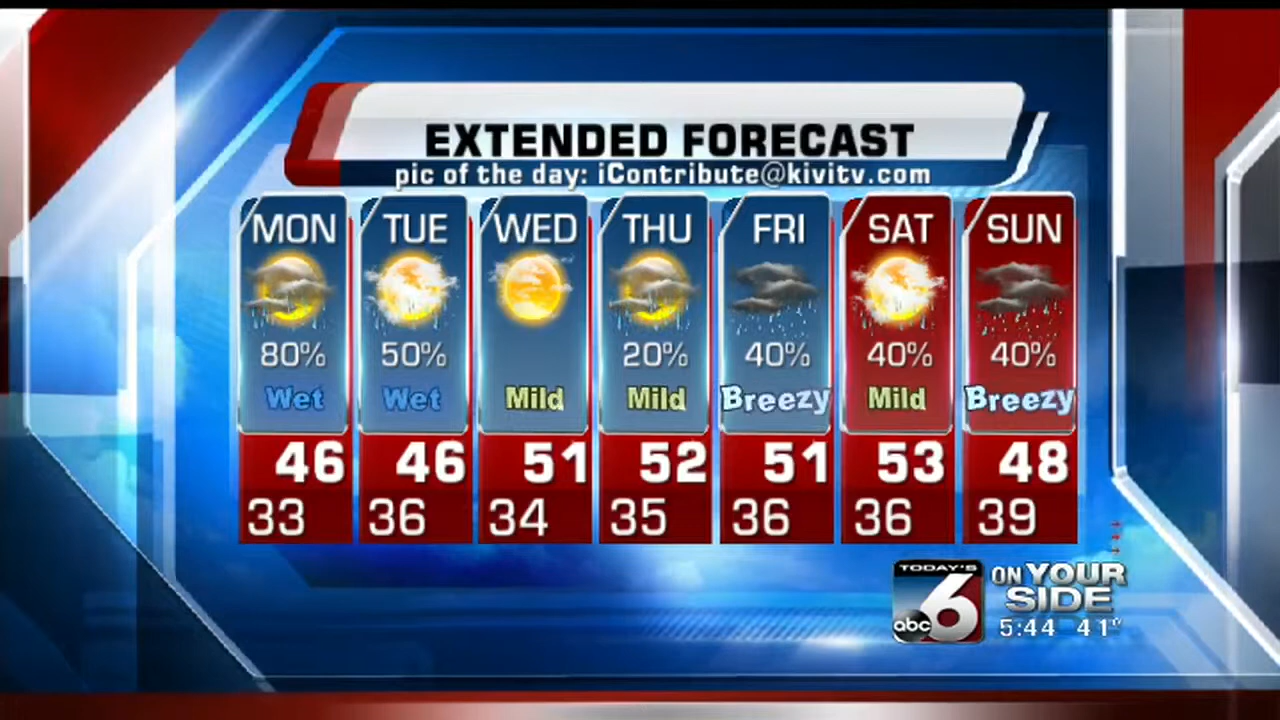 EXTENDED FORECAST
pic of the day: iContribute@kivitv.com
MON TUE WED THU FRI SAT SUN
80% 50% 20% 40% 40% 40%
Wet Wet Mild Mild Breezy Mild Breezy
46 46 51 52 51 53 48
33 36 34 35 36 36 39
TODAY'S
6
abc
ON YOUR
SIDE
5:44 41°